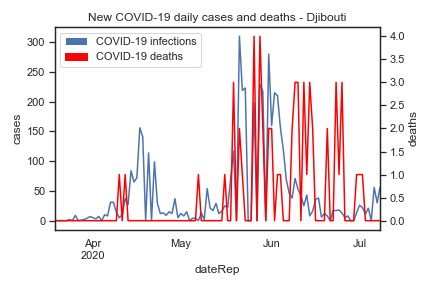 New COVID-19 daily cases and deaths - Djibouti
COVID-19 infections
COVID-19 deaths
300
250
200
150
100
50
0
cases
4.0
3.5
3.0
2.5
2.0
1.5
1.0
0.5
0.0
deaths
Apr
2020
May
Jun
Jul
dateRep